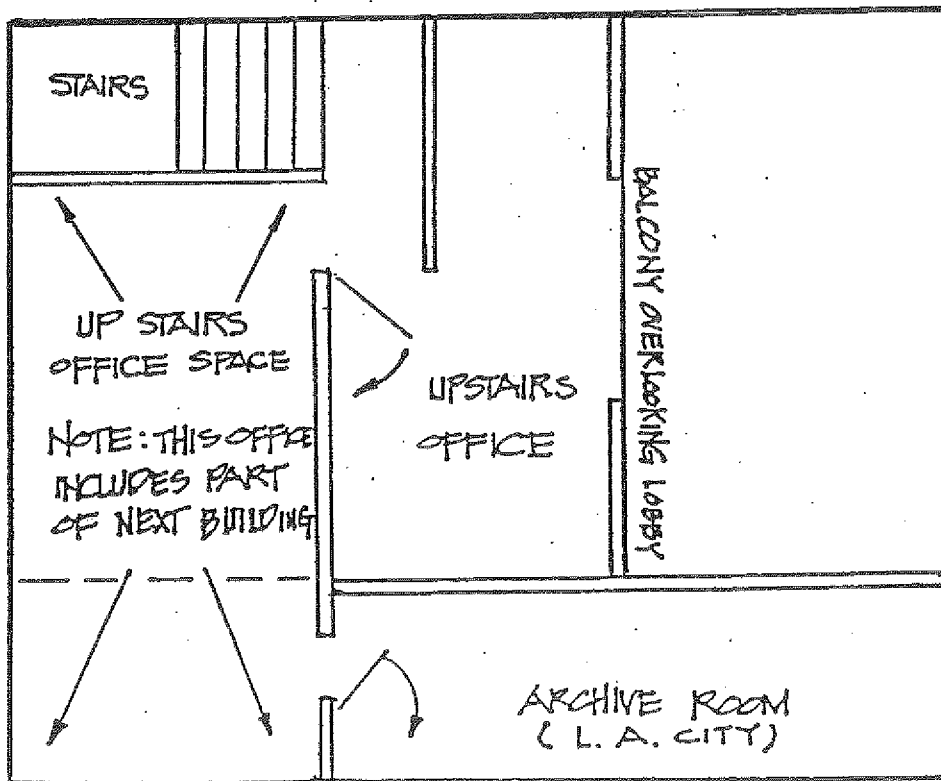 STAIRS
UP STAIRS
OFFICE SPACE
NOTE: THIS OFFICE
INCLUDES PART
OF NEXT BUILDING
UPSTAIRS
OFFICE
BALCONY OVERLOOKING LOBBY
ARCHIVE ROOM
( L. A. CITY)